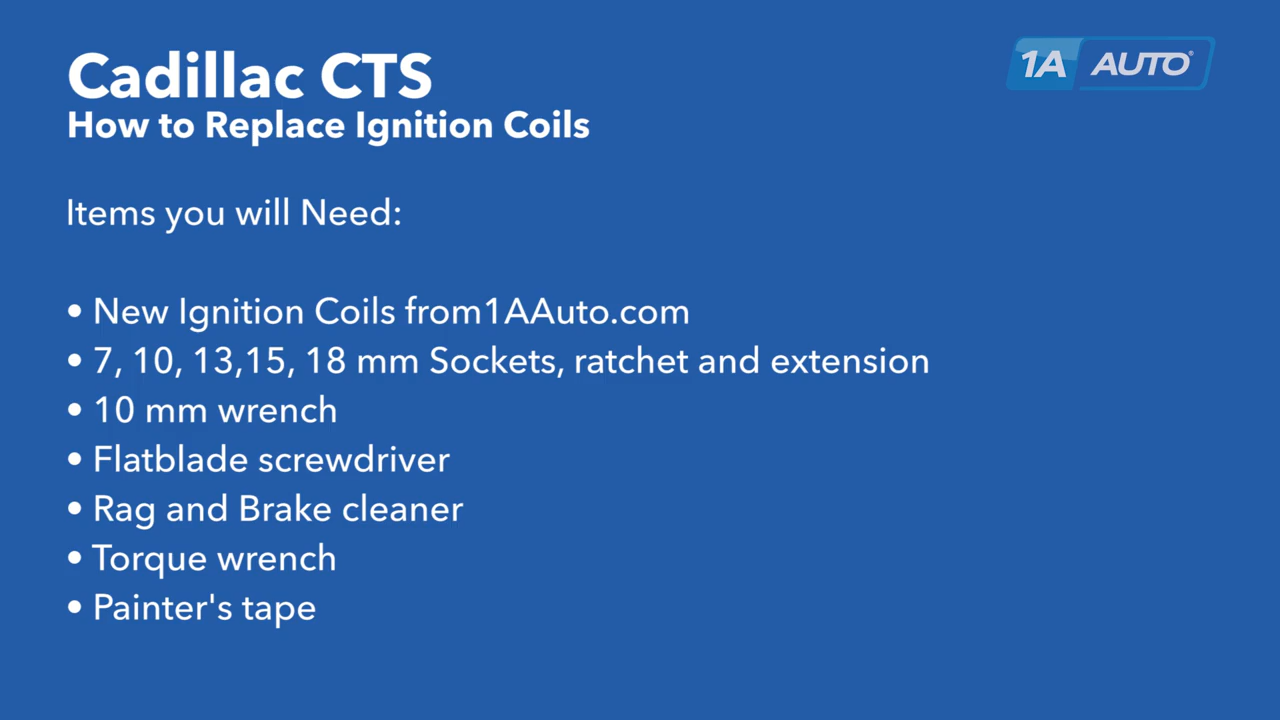 Cadillac CTS
How to Replace Ignition Coils
1A AUTO®
Items you will Need:
• New Ignition Coils from1AAuto.com
• 7, 10, 13,15, 18 mm Sockets, ratchet and extension
• 10 mm wrench
• Flatblade screwdriver
• Rag and Brake cleaner
• Torque wrench
• Painter's tape